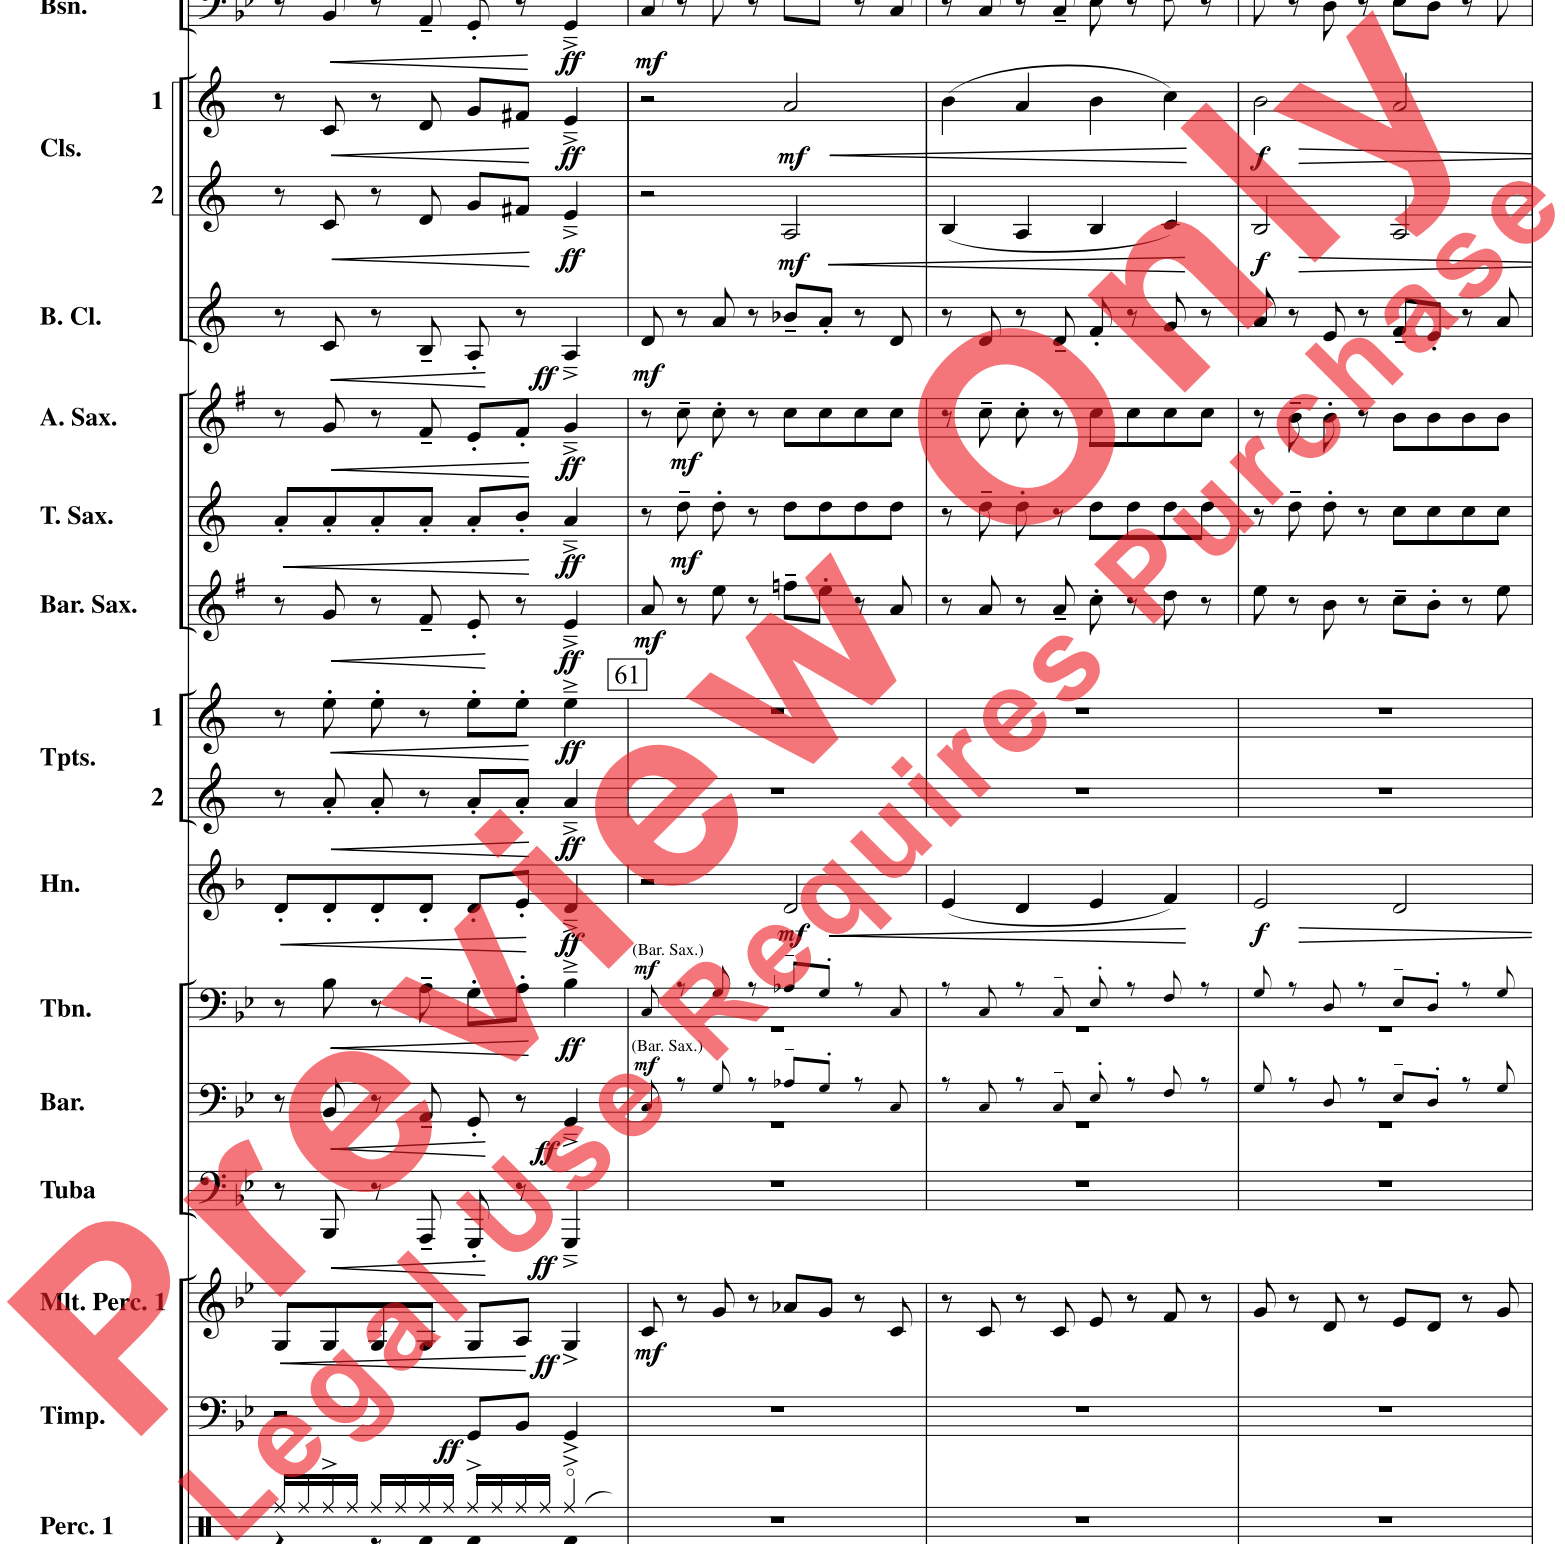 Bsn.
ff mf
1
Cls.
ff mf f
2
ff mf f
B. Cl.
ff mf
A. Sax.
ff mf
T. Sax.
ff mf
Bar. Sax.
mf
ff
61
1
ff
Tpts.
2
ff
Hn.
ff mf f
(Bar. Sax.)
mf
Tbn.
ff
(Bar. Sax.)
mf
Bar.
ff
Tuba
ff
Mlt. Perc. 1
ff mf
Timp.
ff
Perc. 1
Preview Only
Legal Use Requires Purchase